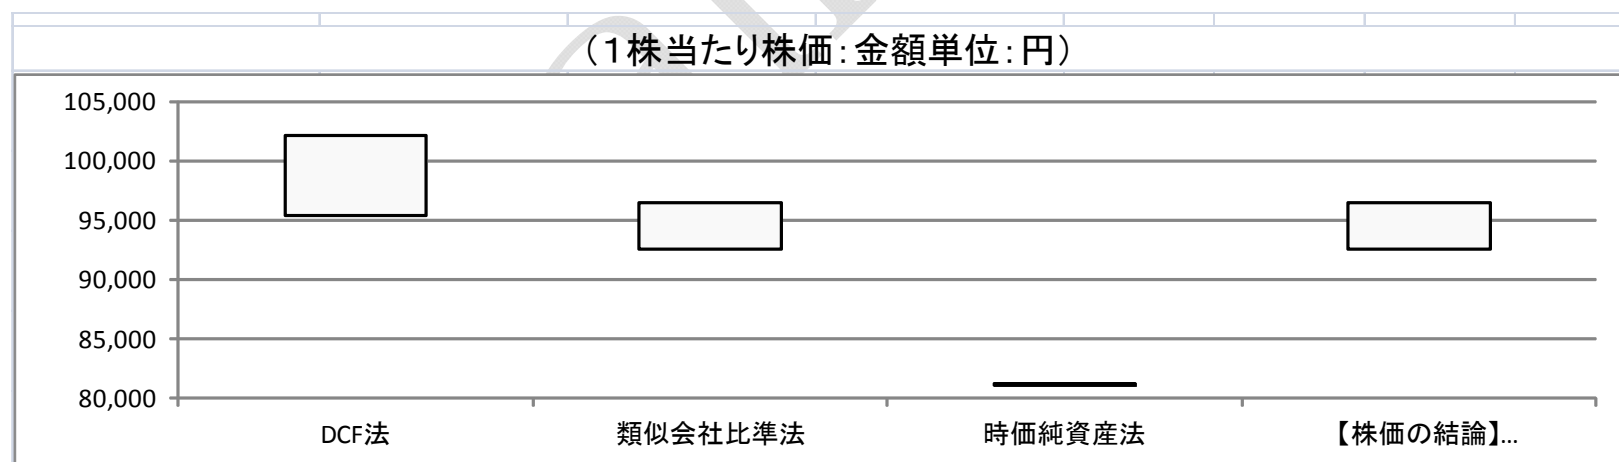 (1株当たり株価:金額単位:円)
105,000
100,000
95,000
90,000
85,000
80,000
DCF法
類似会社比準法
時価純資産法
【株価の結論】...